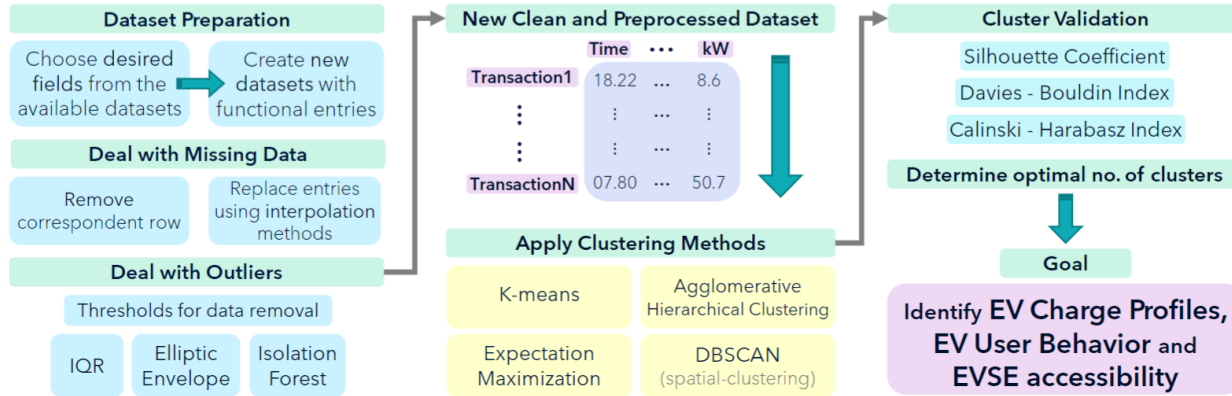 Dataset Preparation
Choose desired
fields from the
available datasets
Create new
datasets with
functional entries
Deal with Missing Data
Remove
correspondent row
Replace entries
using interpolation
methods
Deal with Outliers
Thresholds for data removal
IQR
Elliptic
Envelope
Isolation
Forest
New Clean and Preprocessed Dataset
Time ... kW
Transaction1 18.22 ... 8.6
⋮ ⋮ ... ⋮
⋮ ⋮ ... ⋮
TransactionN 07.80 ... 50.7
Apply Clustering Methods
K-means
Agglomerative
Hierarchical Clustering
Expectation
Maximization
DBSCAN
(spatial-clustering)
Cluster Validation
Silhouette Coefficient
Davies - Bouldin Index
Calinski - Harabasz Index
Determine optimal no. of clusters
Goal
Identify EV Charge Profiles,
EV User Behavior and
EVSE accessibility